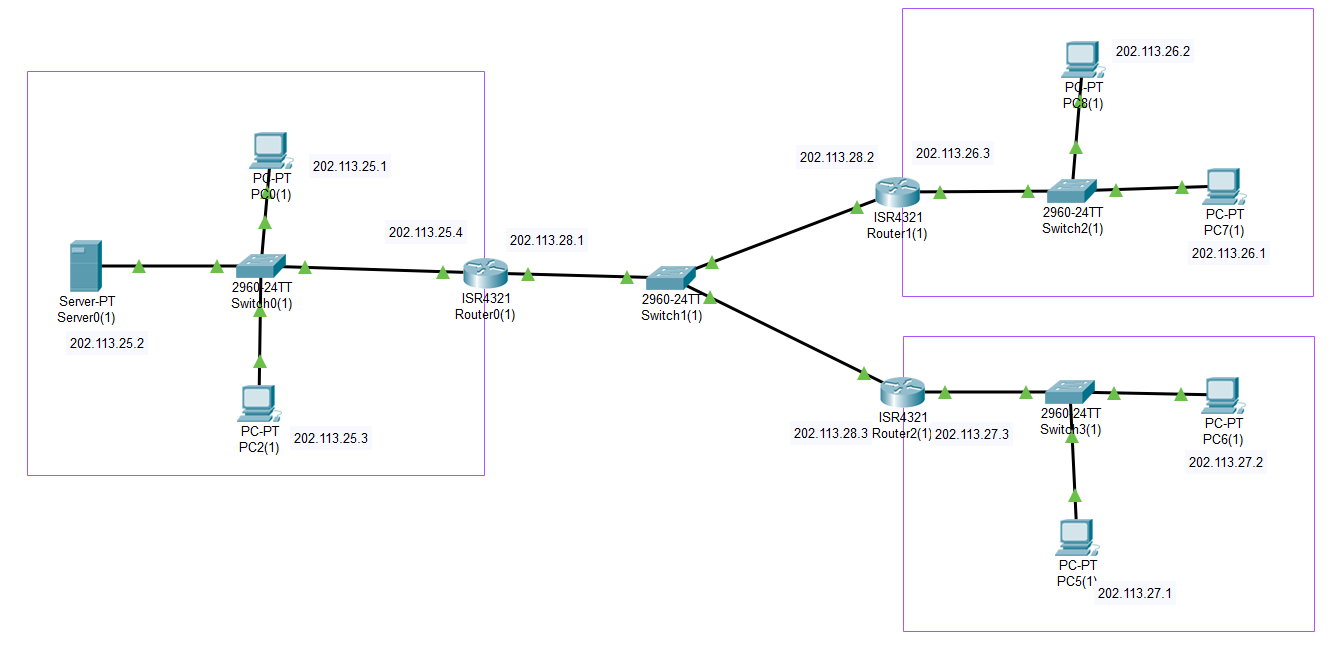 202.113.25.1
PC-PT
PC0(1)
202.113.25.4
202.113.28.1
Server-PT
Server0(1)
202.113.25.2
2960-24TT
Switch0(1)
PC-PT
PC2(1)
202.113.25.3
ISR4321
Router0(1)
2960-24TT
Switch1(1)
202.113.28.2
202.113.26.3
ISR4321
Router1(1)
202.113.26.2
PC-PT
PC8(1)
2960-24TT
Switch2(1)
PC-PT
PC7(1)
202.113.26.1
ISR4321
202.113.28.3
Router2(1)
202.113.27.3
2960-24TT
Switch3(1)
PC-PT
PC6(1)
202.113.27.2
PC-PT
PC5(1)
202.113.27.1